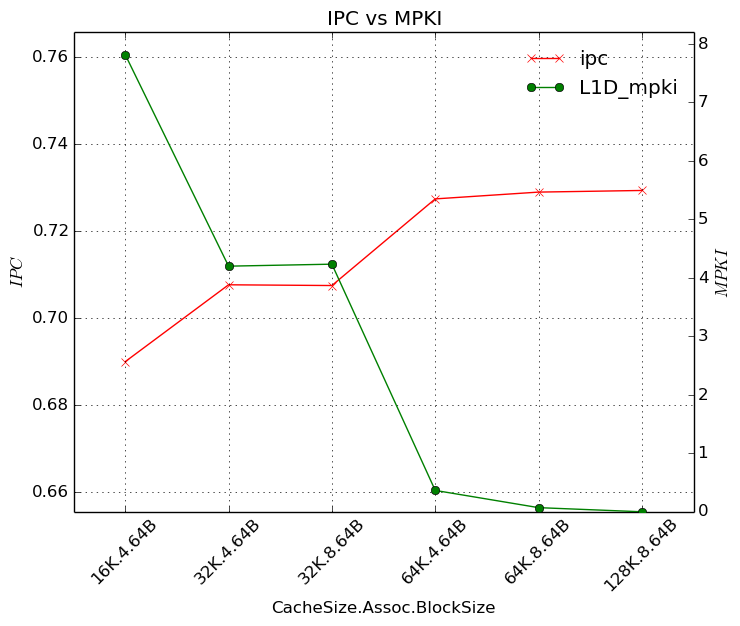 IPC vs MPKI
ipc
L1D_mpki
0.76
0.74
0.72
0.70
0.68
0.66
IPC
8
7
6
5
4
3
2
1
0
MPKI
16K.4.64B
32K.4.64B
32K.8.64B
64K.4.64B
64K.8.64B
128K.8.64B
CacheSize.Assoc.BlockSize